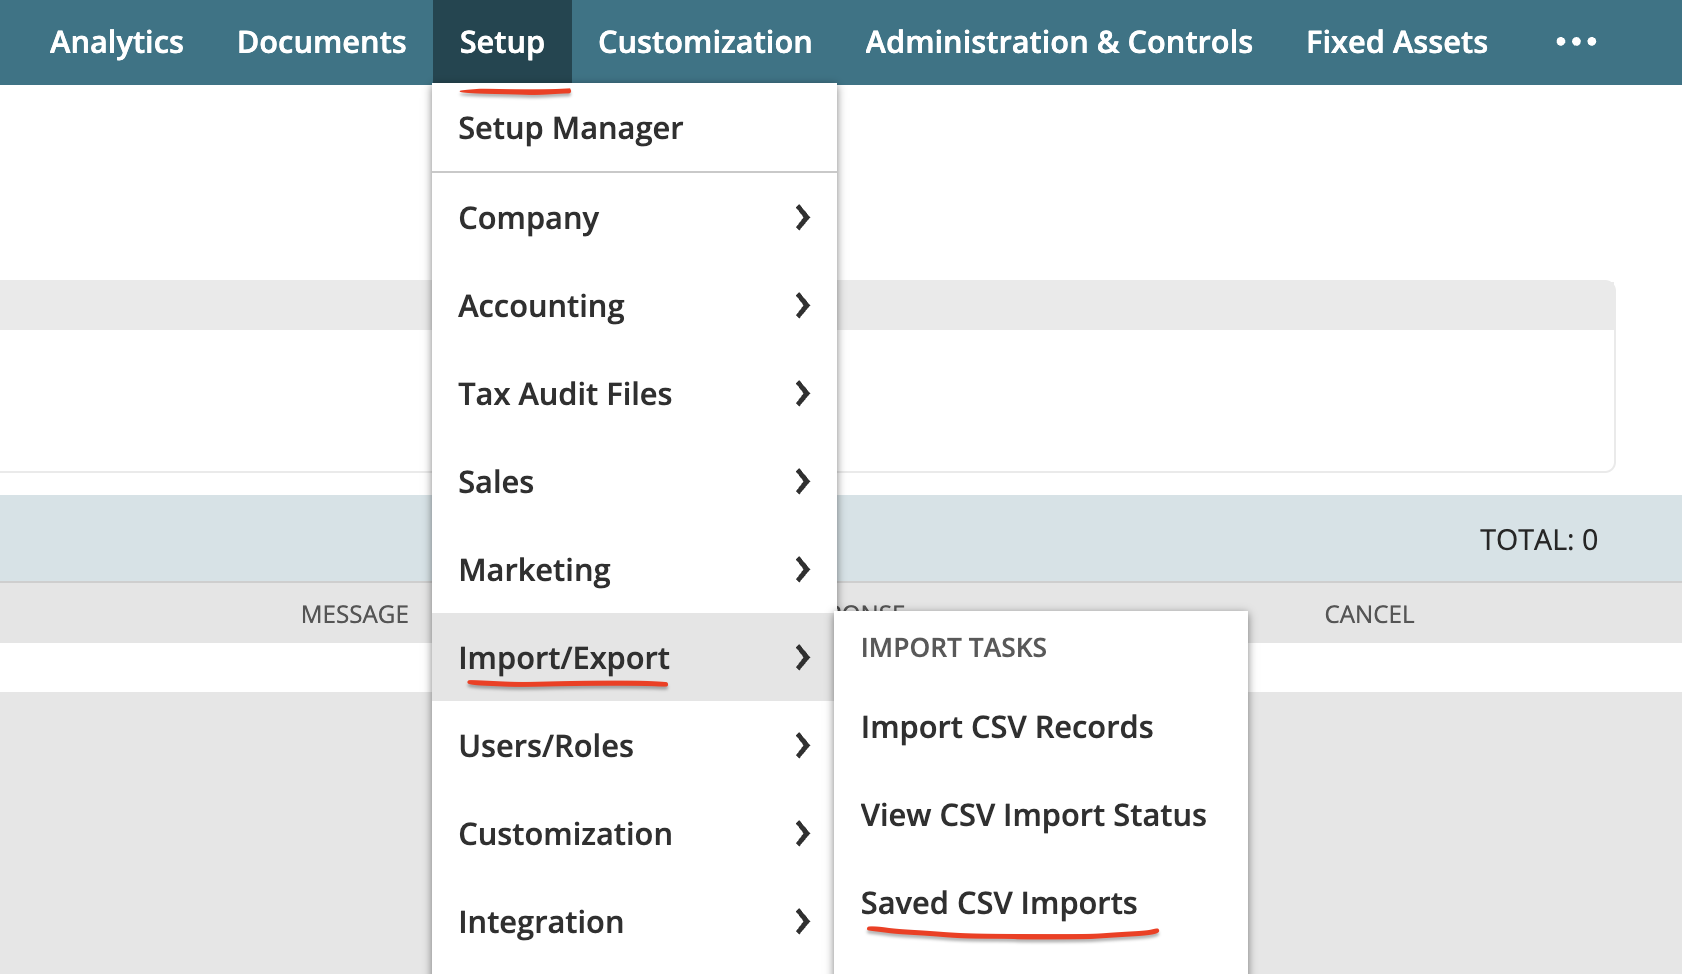 Analytics Documents Setup Customization Administration & Controls Fixed Assets
Setup Manager
Company
Accounting
Tax Audit Files
Sales
TOTAL: 0
Marketing
MESSAGE CANCEL
Import/Export
IMPORT TASKS
Import CSV Records
Users/Roles
View CSV Import Status
Customization
Saved CSV Imports
Integration